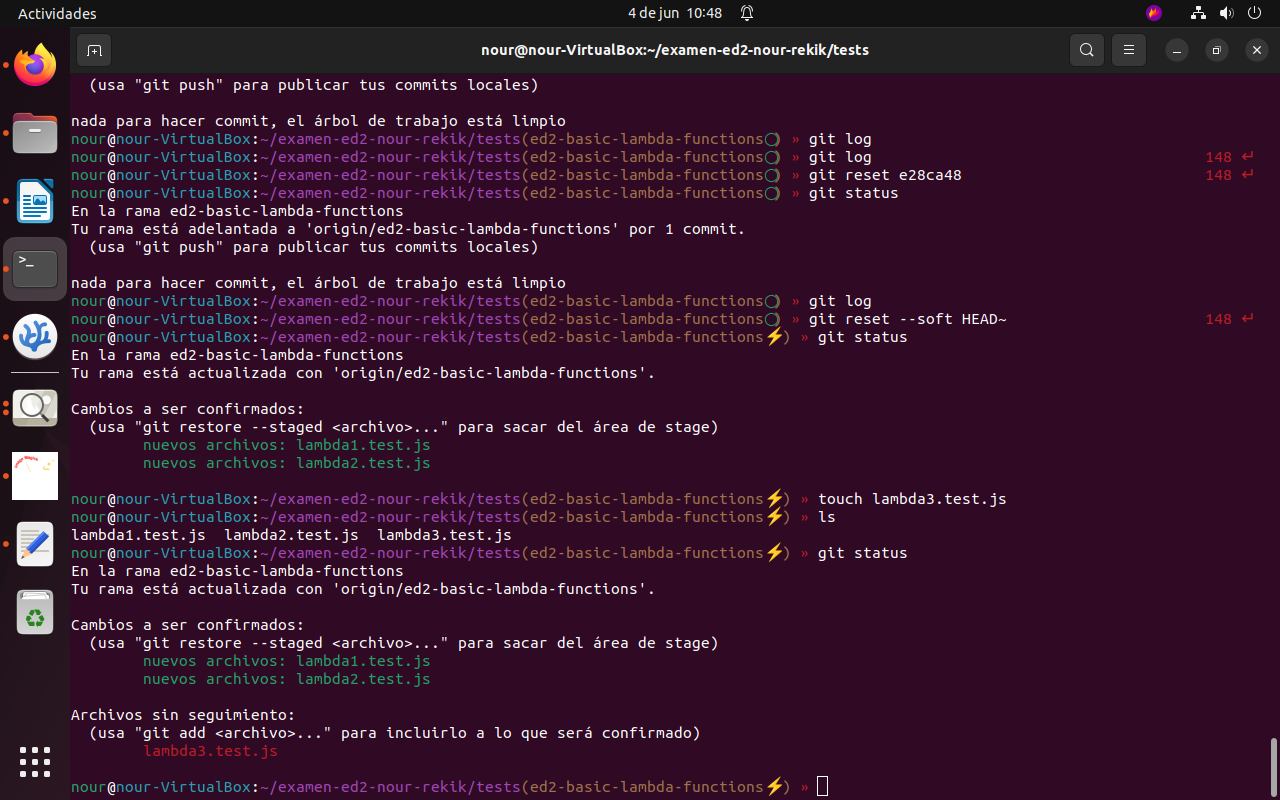 Actividades
4 de jun 10:48
nour@nour-VirtualBox:~/examen-ed2-nour-rekik/tests
(usa "git push" para publicar tus commits locales)
nada para hacer commit, el árbol de trabajo está limpio
nour@nour-VirtualBox:~/examen-ed2-nour-rekik/tests(ed2-basic-lambda-functions○) » git log
nour@nour-VirtualBox:~/examen-ed2-nour-rekik/tests(ed2-basic-lambda-functions○) » git log 148 ↵
nour@nour-VirtualBox:~/examen-ed2-nour-rekik/tests(ed2-basic-lambda-functions○) » git reset e28ca48 148 ↵
nour@nour-VirtualBox:~/examen-ed2-nour-rekik/tests(ed2-basic-lambda-functions○) » git status
En la rama ed2-basic-lambda-functions
Tu rama está adelantada a 'origin/ed2-basic-lambda-functions' por 1 commit.
(usa "git push" para publicar tus commits locales)
nada para hacer commit, el árbol de trabajo está limpio
nour@nour-VirtualBox:~/examen-ed2-nour-rekik/tests(ed2-basic-lambda-functions○) » git log
nour@nour-VirtualBox:~/examen-ed2-nour-rekik/tests(ed2-basic-lambda-functions○) » git reset --soft HEAD~ 148 ↵
nour@nour-VirtualBox:~/examen-ed2-nour-rekik/tests(ed2-basic-lambda-functions⚡) » git status
En la rama ed2-basic-lambda-functions
Tu rama está actualizada con 'origin/ed2-basic-lambda-functions'.
Cambios a ser confirmados:
(usa "git restore --staged <archivo>..." para sacar del área de stage)
nuevos archivos: lambda1.test.js
nuevos archivos: lambda2.test.js
nour@nour-VirtualBox:~/examen-ed2-nour-rekik/tests(ed2-basic-lambda-functions⚡) » touch lambda3.test.js
nour@nour-VirtualBox:~/examen-ed2-nour-rekik/tests(ed2-basic-lambda-functions⚡) » ls
lambda1.test.js lambda2.test.js lambda3.test.js
nour@nour-VirtualBox:~/examen-ed2-nour-rekik/tests(ed2-basic-lambda-functions⚡) » git status
En la rama ed2-basic-lambda-functions
Tu rama está actualizada con 'origin/ed2-basic-lambda-functions'.
Cambios a ser confirmados:
(usa "git restore --staged <archivo>..." para sacar del área de stage)
nuevos archivos: lambda1.test.js
nuevos archivos: lambda2.test.js
Archivos sin seguimiento:
(usa "git add <archivo>..." para incluirlo a lo que será confirmado)
lambda3.test.js
nour@nour-VirtualBox:~/examen-ed2-nour-rekik/tests(ed2-basic-lambda-functions⚡) »